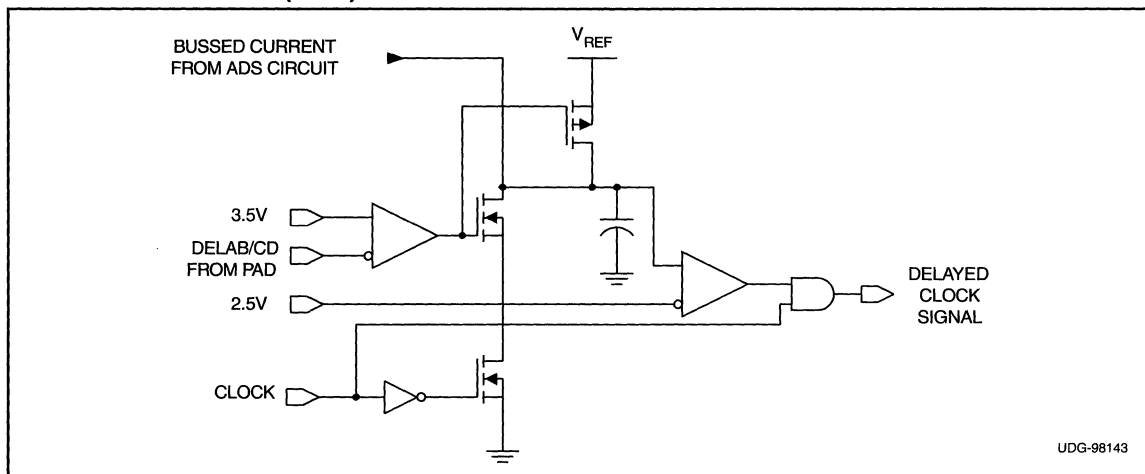 BUSSED CURRENT
FROM ADS CIRCUIT
VREF
3.5V
DELAB/CD
FROM PAD
2.5V
DELAYED
CLOCK
SIGNAL
CLOCK
UDG-98143